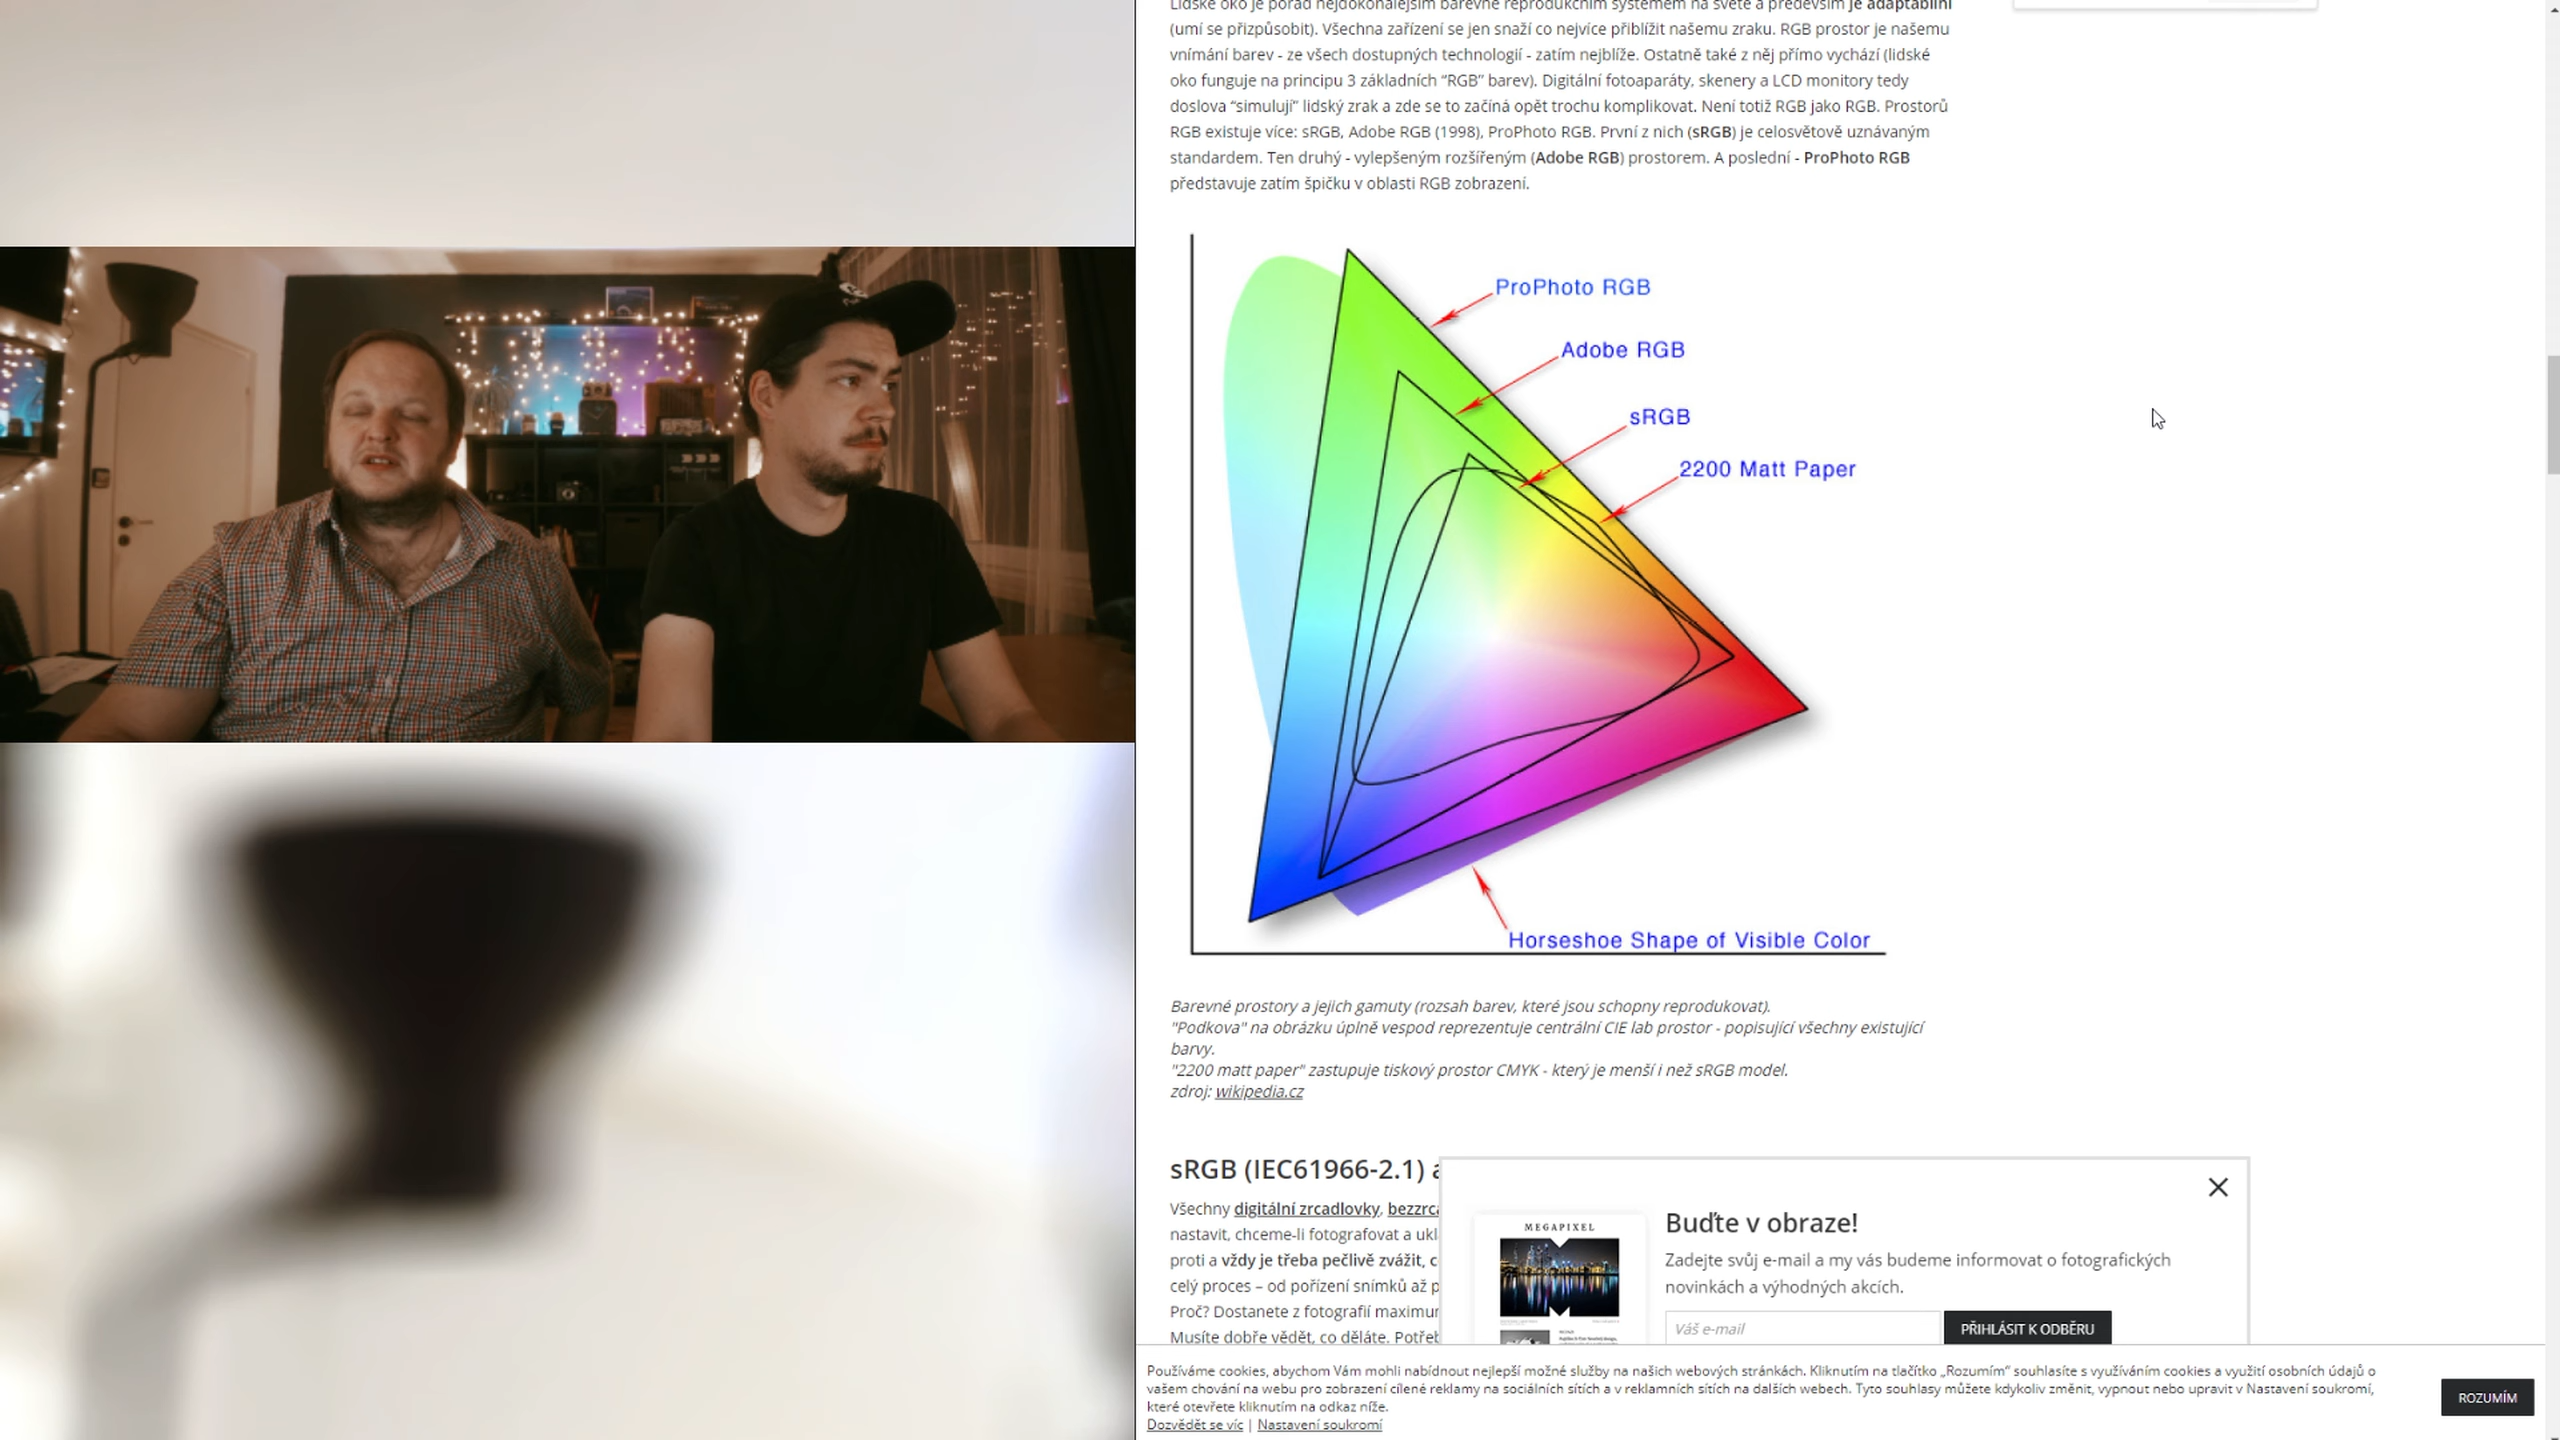 Lidské oko je pořád nejdokonalejším barevně reprodukčním systémem na světě a především je adaptabilní
(umí se přizpůsobit). Všechna zařízení se jen snaží co nejvíce přiblížit našemu zraku. RGB prostor je našemu
vnímání barev - ze všech dostupných technologií - zatím nejblíže. Ostatně také z něj přímo vychází (lidské
oko funguje na principu 3 základních “RGB” barev). Digitální fotoaparáty, skenery a LCD monitory tedy
doslova “simulují” lidský zrak a zde se to začíná opět trochu komplikovat. Není totiž RGB jako RGB. Prostorů
RGB existuje více: sRGB, Adobe RGB (1998), ProPhoto RGB. První z nich (sRGB) je celosvětově uznávaným
standardem. Ten druhý - vylepšeným rozšířeným (Adobe RGB) prostorem. A poslední - ProPhoto RGB
představuje zatím špičku v oblasti RGB zobrazení.
ProPhoto RGB
Adobe RGB
sRGB
2200 Matt Paper
Horseshoe Shape of Visible Color
Barevné prostory a jejich gamuty (rozsah barev, které jsou schopny reprodukovat).
"Podkova" na obrázku úplně vespod reprezentuje centrální CIE lab prostor - popisující všechny existující
barvy.
"2200 matt paper" zastupuje tiskový prostor CMYK - který je menší i než sRGB model.
zdroj: wikipedia.cz
sRGB (IEC61966-2.1) a
Všechny digitální zrcadlovky, bezzrca
nastavit, chceme-li fotografovat a ukl
proti a vždy je třeba pečlivě zvážit, c
celý proces – od pořízení snímků až p
Proč? Dostanete z fotografií maximur
Musíte dobře vědět, co děláte. Potřeb
MEGAPIXEL
Buďte v obraze!
Zadejte svůj e-mail a my vás budeme informovat o fotografických
novinkách a výhodných akcích.
Váš e-mail
PŘIHLÁSIT K ODBĚRU
Používáme cookies, abychom Vám mohli nabídnout nejlepší možné služby na našich webových stránkách. Kliknutím na tlačítko „Rozumím“ souhlasíte s využíváním cookies a využití osobních údajů o
vašem chování na webu pro zobrazení cílené reklamy na sociálních sítích a v reklamních sítích na dalších webech. Tyto souhlasy můžete kdykoliv změnit, vypnout nebo upravit v Nastavení soukromí,
které otevřete kliknutím na odkaz níže.
Dozvědět se víc | Nastavení soukromí
ROZUMÍM